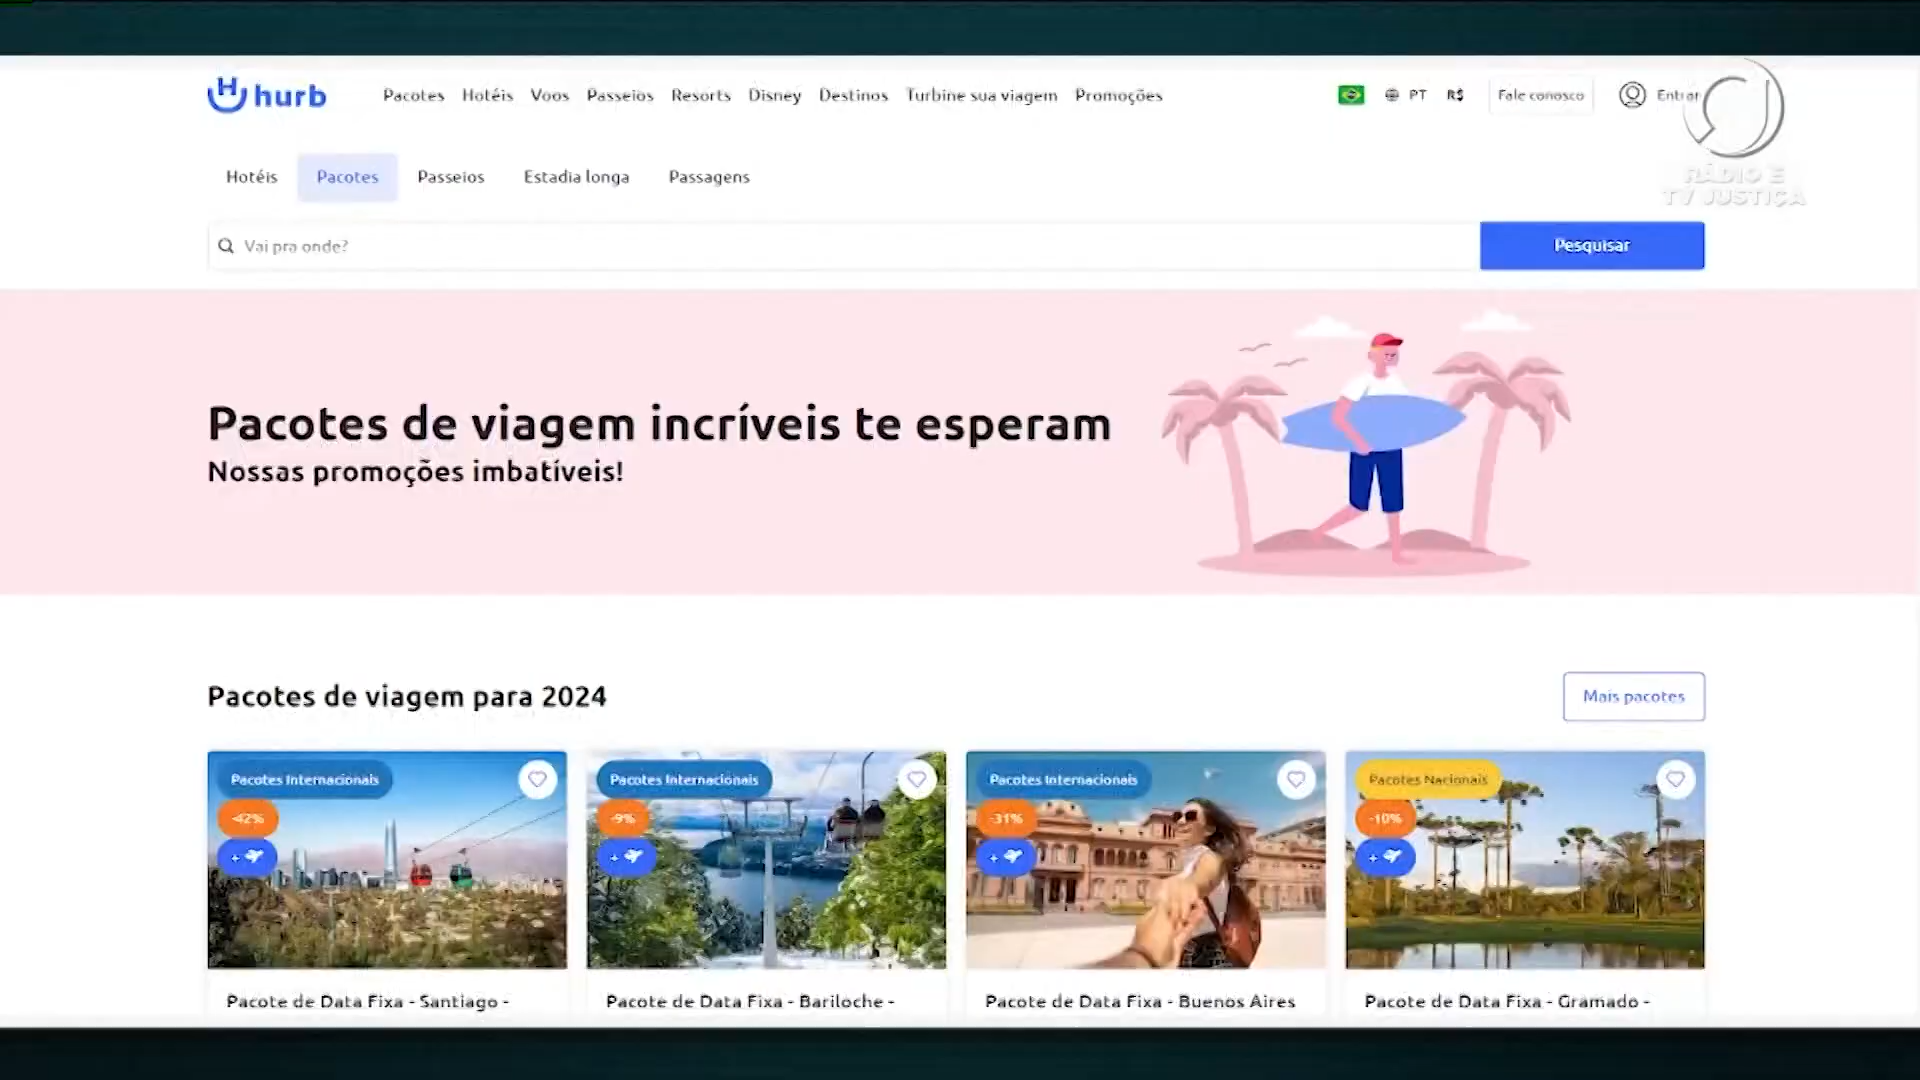 hurb
Pacotes Hotéis Voos Passeios Resorts Disney Destinos Turbine sua viagem Promoções
PT R$ Fale conosco Entrar
RÁDIO E
TV JUSTIÇA
Hotéis Pacotes Passeios Estadia longa Passagens
Vai pra onde? Pesquisar
Pacotes de viagem incríveis te esperam
Nossas promoções imbatíveis!
Pacotes de viagem para 2024 Mais pacotes
Pacotes Internacionais Pacotes Internacionais Pacotes Internacionais Pacotes Nacionais
-42% -9% -31% -10%
+ + + +
Pacote de Data Fixa - Santiago - Pacote de Data Fixa - Bariloche - Pacote de Data Fixa - Buenos Aires Pacote de Data Fixa - Gramado -